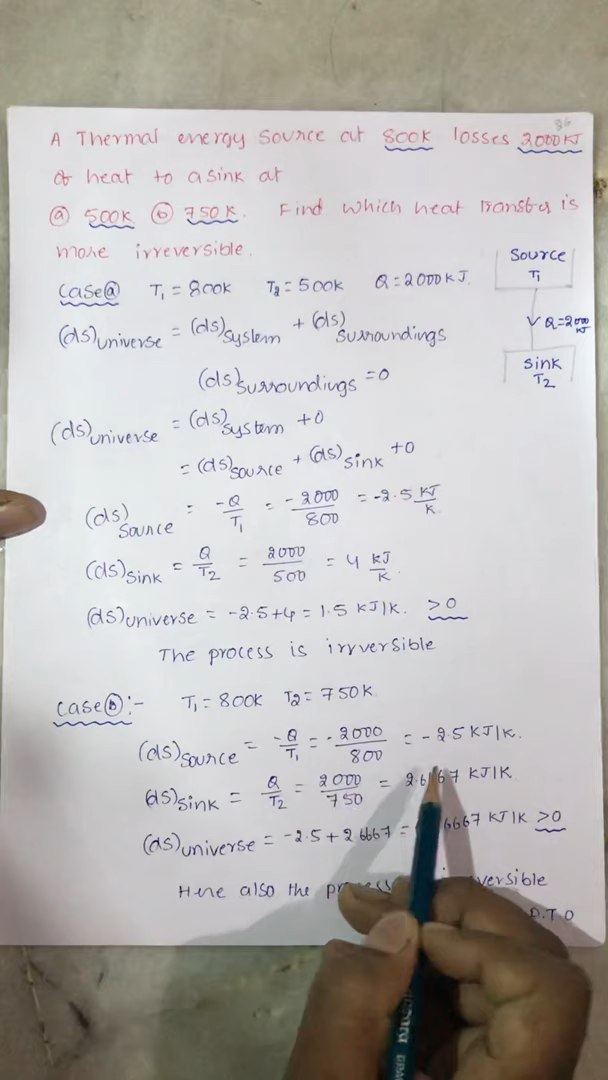 86
A Thermal energy source at 800K losses 2000KJ
of heat to a sink at
ⓐ 500K ⓑ 750K. Find which heat transfer is
more irreversible.
Case ⓐ T₁ = 800K T₂ = 500K Q = 2000KJ.
Source
T₁
Q=2000
KJ
Sink
T₂
(ds)universe = (ds)system + (ds)surroundings
(ds)surroundings = 0
(ds)universe = (ds)system + 0
= (ds)source + (ds)sink + 0
(ds)source = -Q/T₁ = -2000/800 = -2.5 KJ/K.
(ds)sink = Q/T₂ = 2000/500 = 4 KJ/K.
(ds)universe = -2.5+4 = 1.5 KJ/K. >0
The process is irrversible
Case ⓑ:- T₁ = 800K T₂ = 750K.
(ds)source = -Q/T₁ = -2000/800 = -2.5 KJ/K.
(ds)sink = Q/T₂ = 2000/750 = KJ/K
(ds)universe = -2.5 + 2.6667 = 6667 KJ/K >0
Here also the
P.T.O